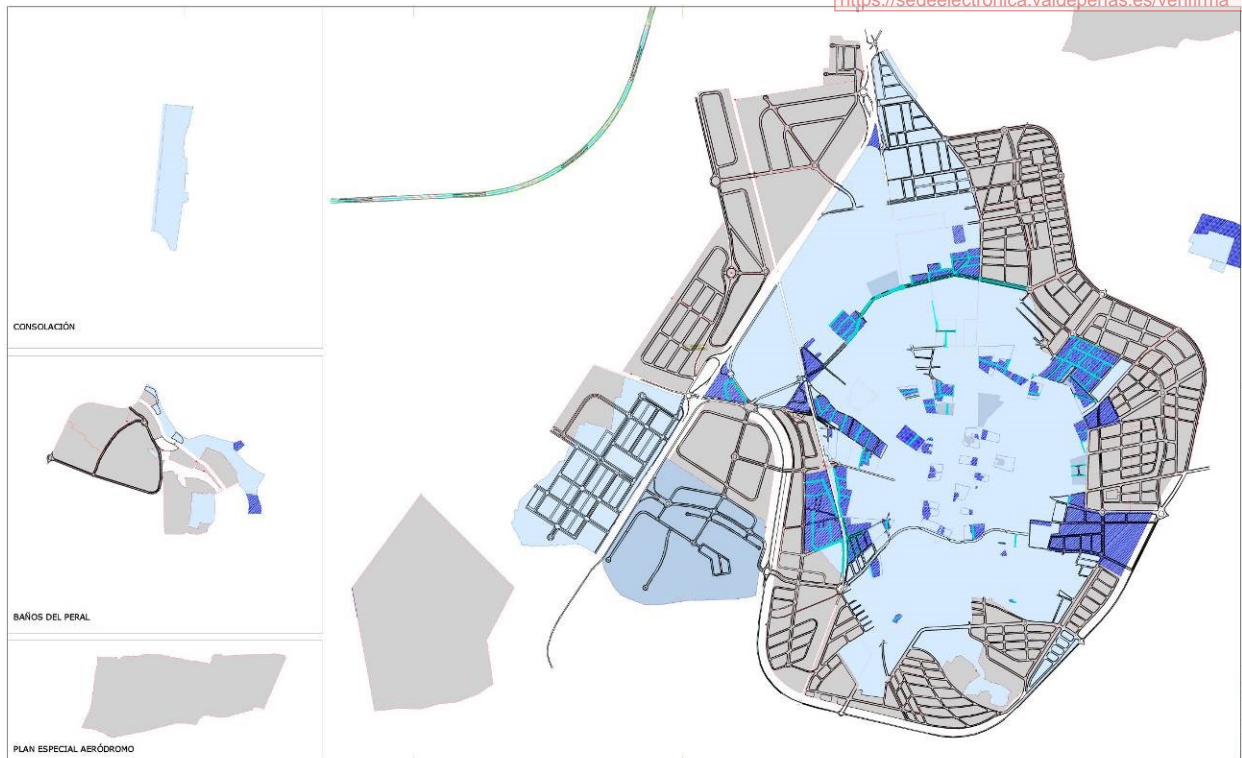 https://sedeelectronica.valdepenas.es/verifirma
CONSOLACIÓN
BAÑOS DEL PERAL
PLAN ESPECIAL AERÓDROMO